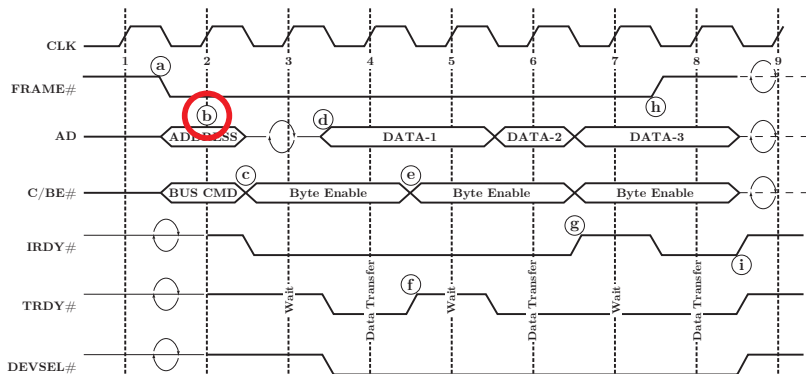 CLK
1 2 3 4 5 6 7 8 9
FRAME# a h
b
AD ADDRESS d DATA-1 DATA-2 DATA-3
C/BE# BUS CMD c Byte Enable e Byte Enable Byte Enable
IRDY# g i
TRDY# Wait Data Transfer f Wait Data Transfer Wait Data Transfer
DEVSEL#